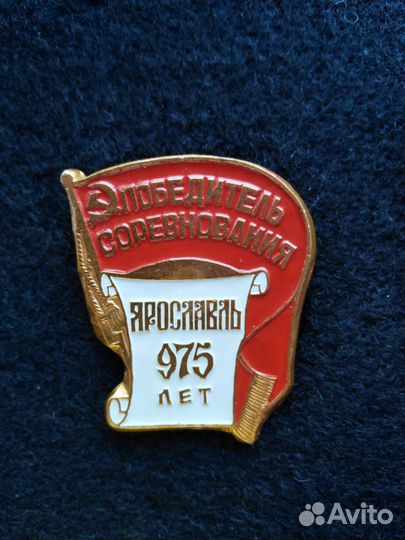 ПОБЕДИТЕЛЬ
СОРЕВНОВАНИЯ
ЯРОСЛАВЛЬ
975
ЛЕТ
Avito